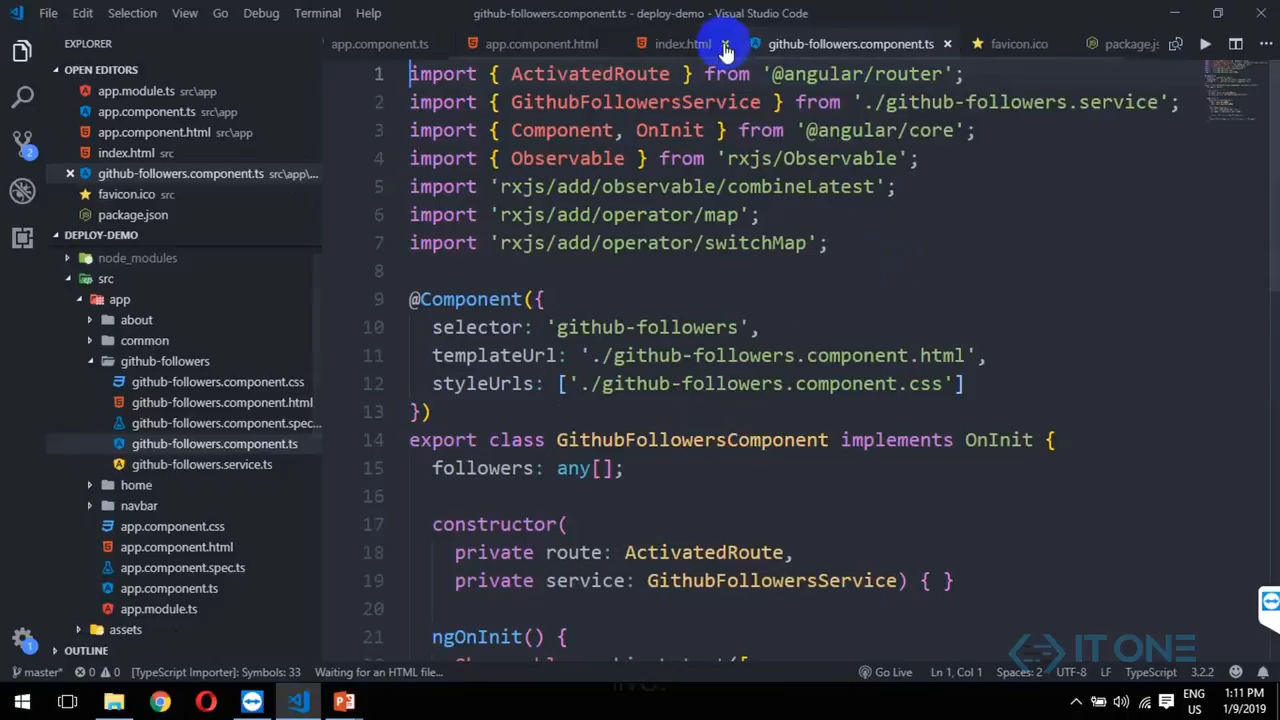 File Edit Selection View Go Debug Terminal Help
github-followers.component.ts - deploy-demo - Visual Studio Code
EXPLORER
OPEN EDITORS
app.module.ts src\app
app.component.ts src\app
app.component.html src\app
index.html src
github-followers.component.ts src\app\...
favicon.ico src
package.json
DEPLOY-DEMO
node_modules
src
app
about
common
github-followers
github-followers.component.css
github-followers.component.html
github-followers.component.spec...
github-followers.component.ts
github-followers.service.ts
home
navbar
app.component.css
app.component.html
app.component.spec.ts
app.component.ts
app.module.ts
assets
OUTLINE
app.component.ts app.component.html index.html github-followers.component.ts favicon.ico package.js
1 import { ActivatedRoute } from '@angular/router';
2 import { GithubFollowersService } from './github-followers.service';
3 import { Component, OnInit } from '@angular/core';
4 import { Observable } from 'rxjs/Observable';
5 import 'rxjs/add/observable/combineLatest';
6 import 'rxjs/add/operator/map';
7 import 'rxjs/add/operator/switchMap';
8
9 @Component({
10 selector: 'github-followers',
11 templateUrl: './github-followers.component.html',
12 styleUrls: ['./github-followers.component.css']
13 })
14 export class GithubFollowersComponent implements OnInit {
15 followers: any[];
16
17 constructor(
18 private route: ActivatedRoute,
19 private service: GithubFollowersService) { }
20
21 ngOnInit() {
IT ONE
master* 0 0 [TypeScript Importer]: Symbols: 33 Waiting for an HTML file... Go Live Ln 1, Col 1 Spaces: 2 UTF-8 LF TypeScript 3.2.2
2
1
ENG
US
1:11 PM
1/9/2019